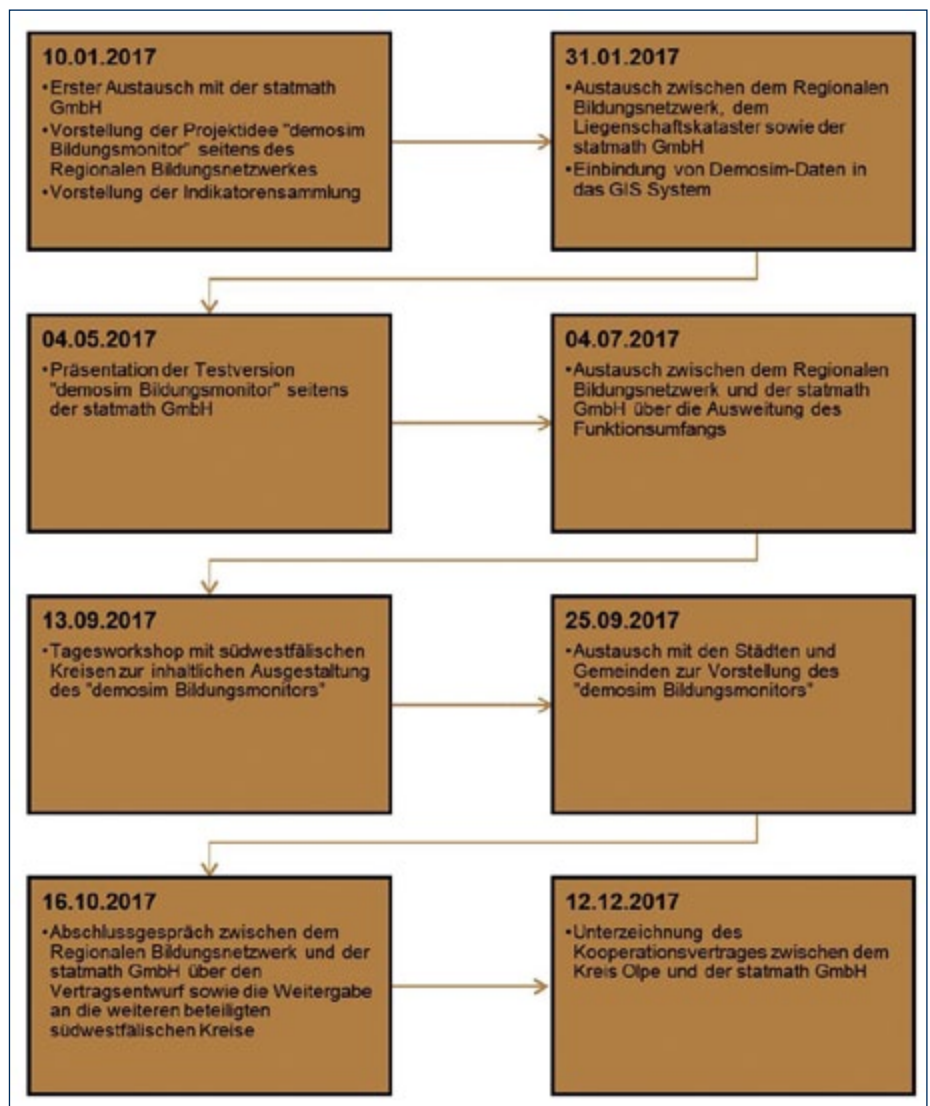 10.01.2017
•Erster Austausch mit der statmath
GmbH
•Vorstellung der Projektidee "demosim
Bildungsmonitor" seitens des
Regionalen Bildungsnetzwerkes
•Vorstellung der Indikatorensammlung
31.01.2017
•Austausch zwischen dem Regionalen
Bildungsnetzwerk, dem
Liegenschaftskataster sowie der
statmath GmbH
•Einbindung von Demosim-Daten in
das GIS System
04.05.2017
•Präsentation der Testversion
"demosim Bildungsmonitor" seitens
der statmath GmbH
04.07.2017
•Austausch zwischen dem Regionalen
Bildungsnetzwerk und der statmath
GmbH über die Ausweitung des
Funktionsumfangs
13.09.2017
•Tagesworkshop mit südwestfälischen
Kreisen zur inhaltlichen Ausgestaltung
des "demosim Bildungsmonitors"
25.09.2017
•Austausch mit den Städten und
Gemeinden zur Vorstellung des
"demosim Bildungsmonitors"
16.10.2017
•Abschlussgespräch zwischen dem
Regionalen Bildungsnetzwerk und der
statmath GmbH über den
Vertragsentwurf sowie die Weitergabe
an die weiteren beteiligten
südwestfälischen Kreise
12.12.2017
•Unterzeichnung des
Kooperationsvertrages zwischen dem
Kreis Olpe und der statmath GmbH